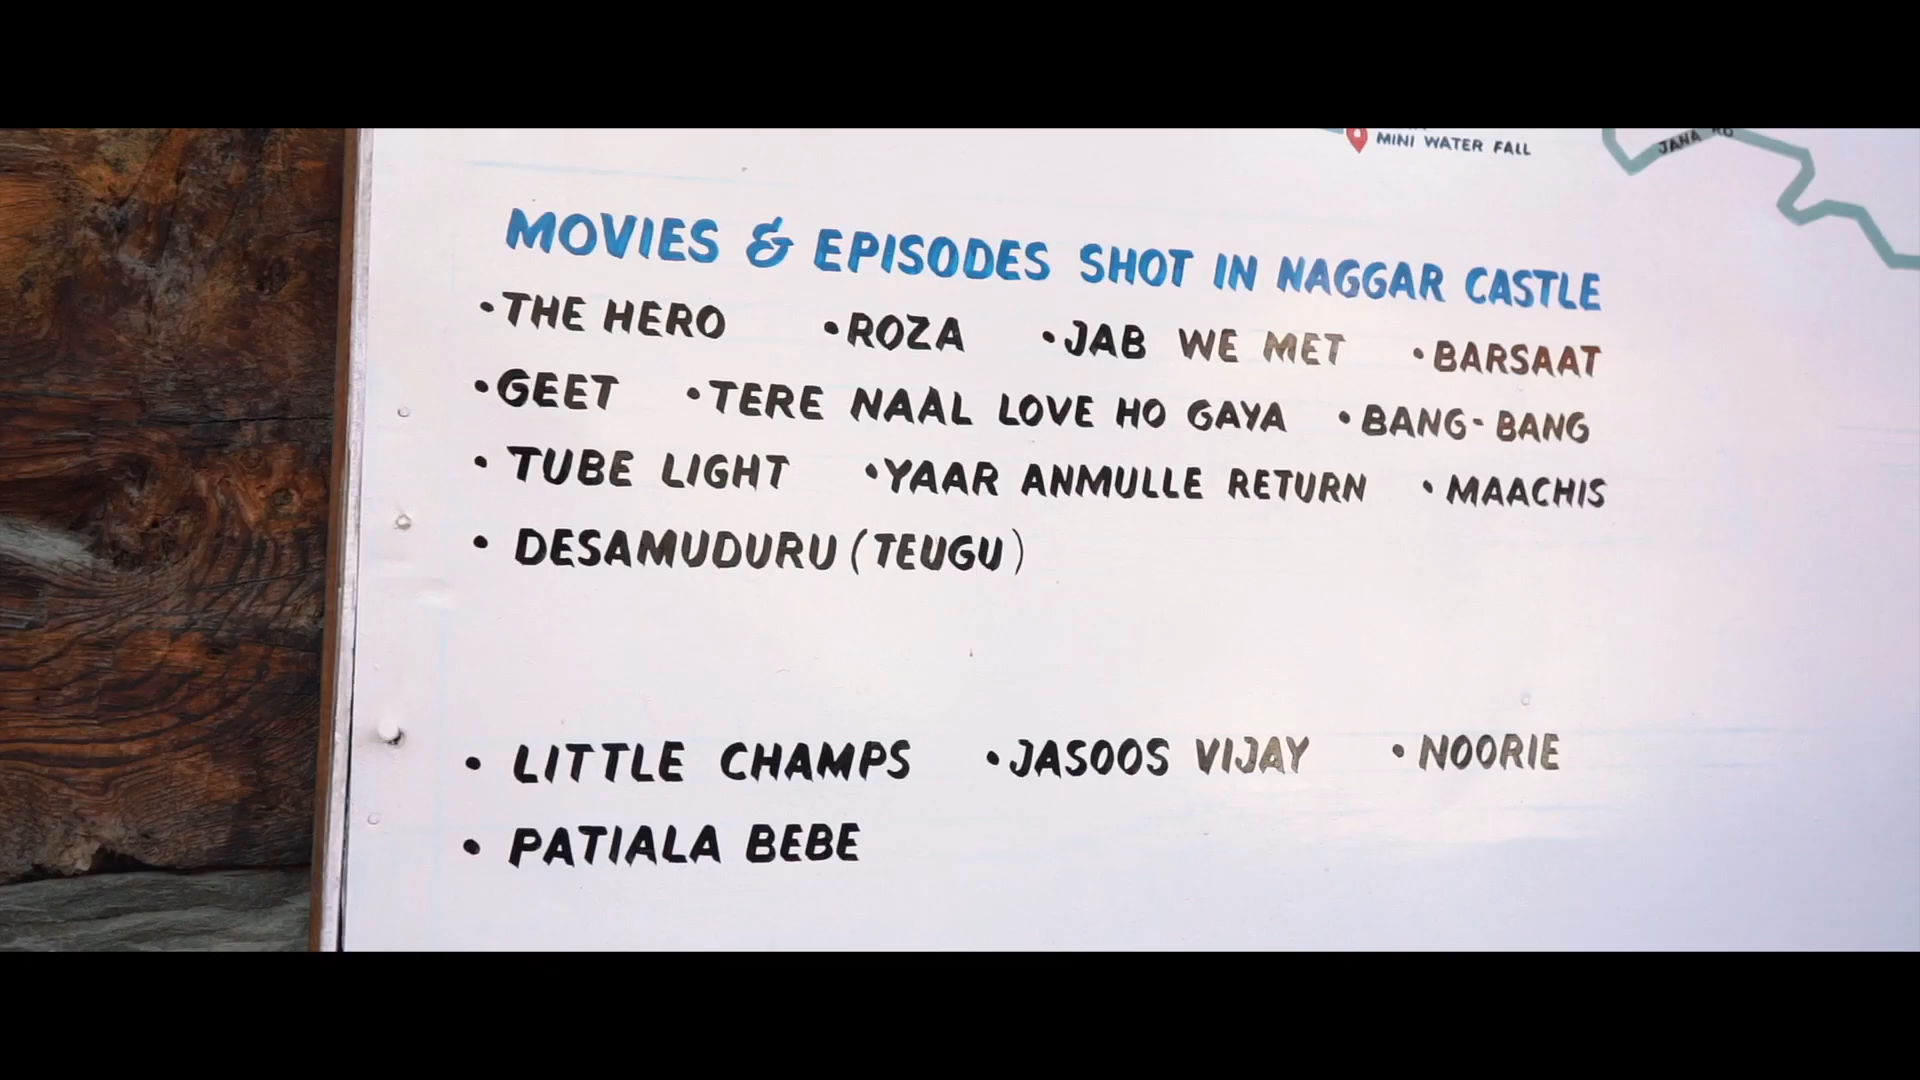 MINI WATER FALL
JANA RD
MOVIES & EPISODES SHOT IN NAGGAR CASTLE
•THE HERO •ROZA •JAB WE MET •BARSAAT
•GEET •TERE NAAL LOVE HO GAYA •BANG-BANG
•TUBE LIGHT •YAAR ANMULLE RETURN •MAACHIS
•DESAMUDURU (TEUGU)
•LITTLE CHAMPS •JASOOS VIJAY •NOORIE
•PATIALA BEBE